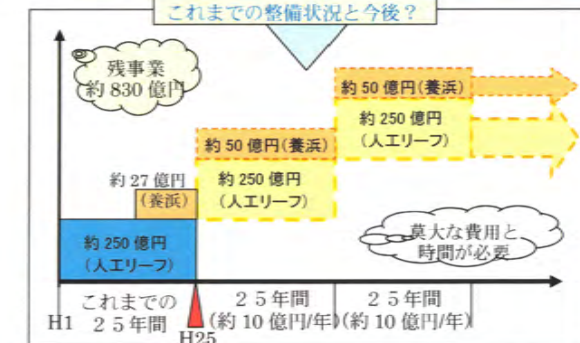 これまでの整備状況と今後？
残事業
約830億円
約50億円(養浜)
約250億円
(人工リーフ)
約50億円(養浜)
約250億円
(人工リーフ)
約27億円
(養浜)
約250億円
(人工リーフ)
莫大な費用と
時間が必要
H1
これまでの
25年間
H25
25年間
(約10億円/年)
25年間
(約10億円/年)